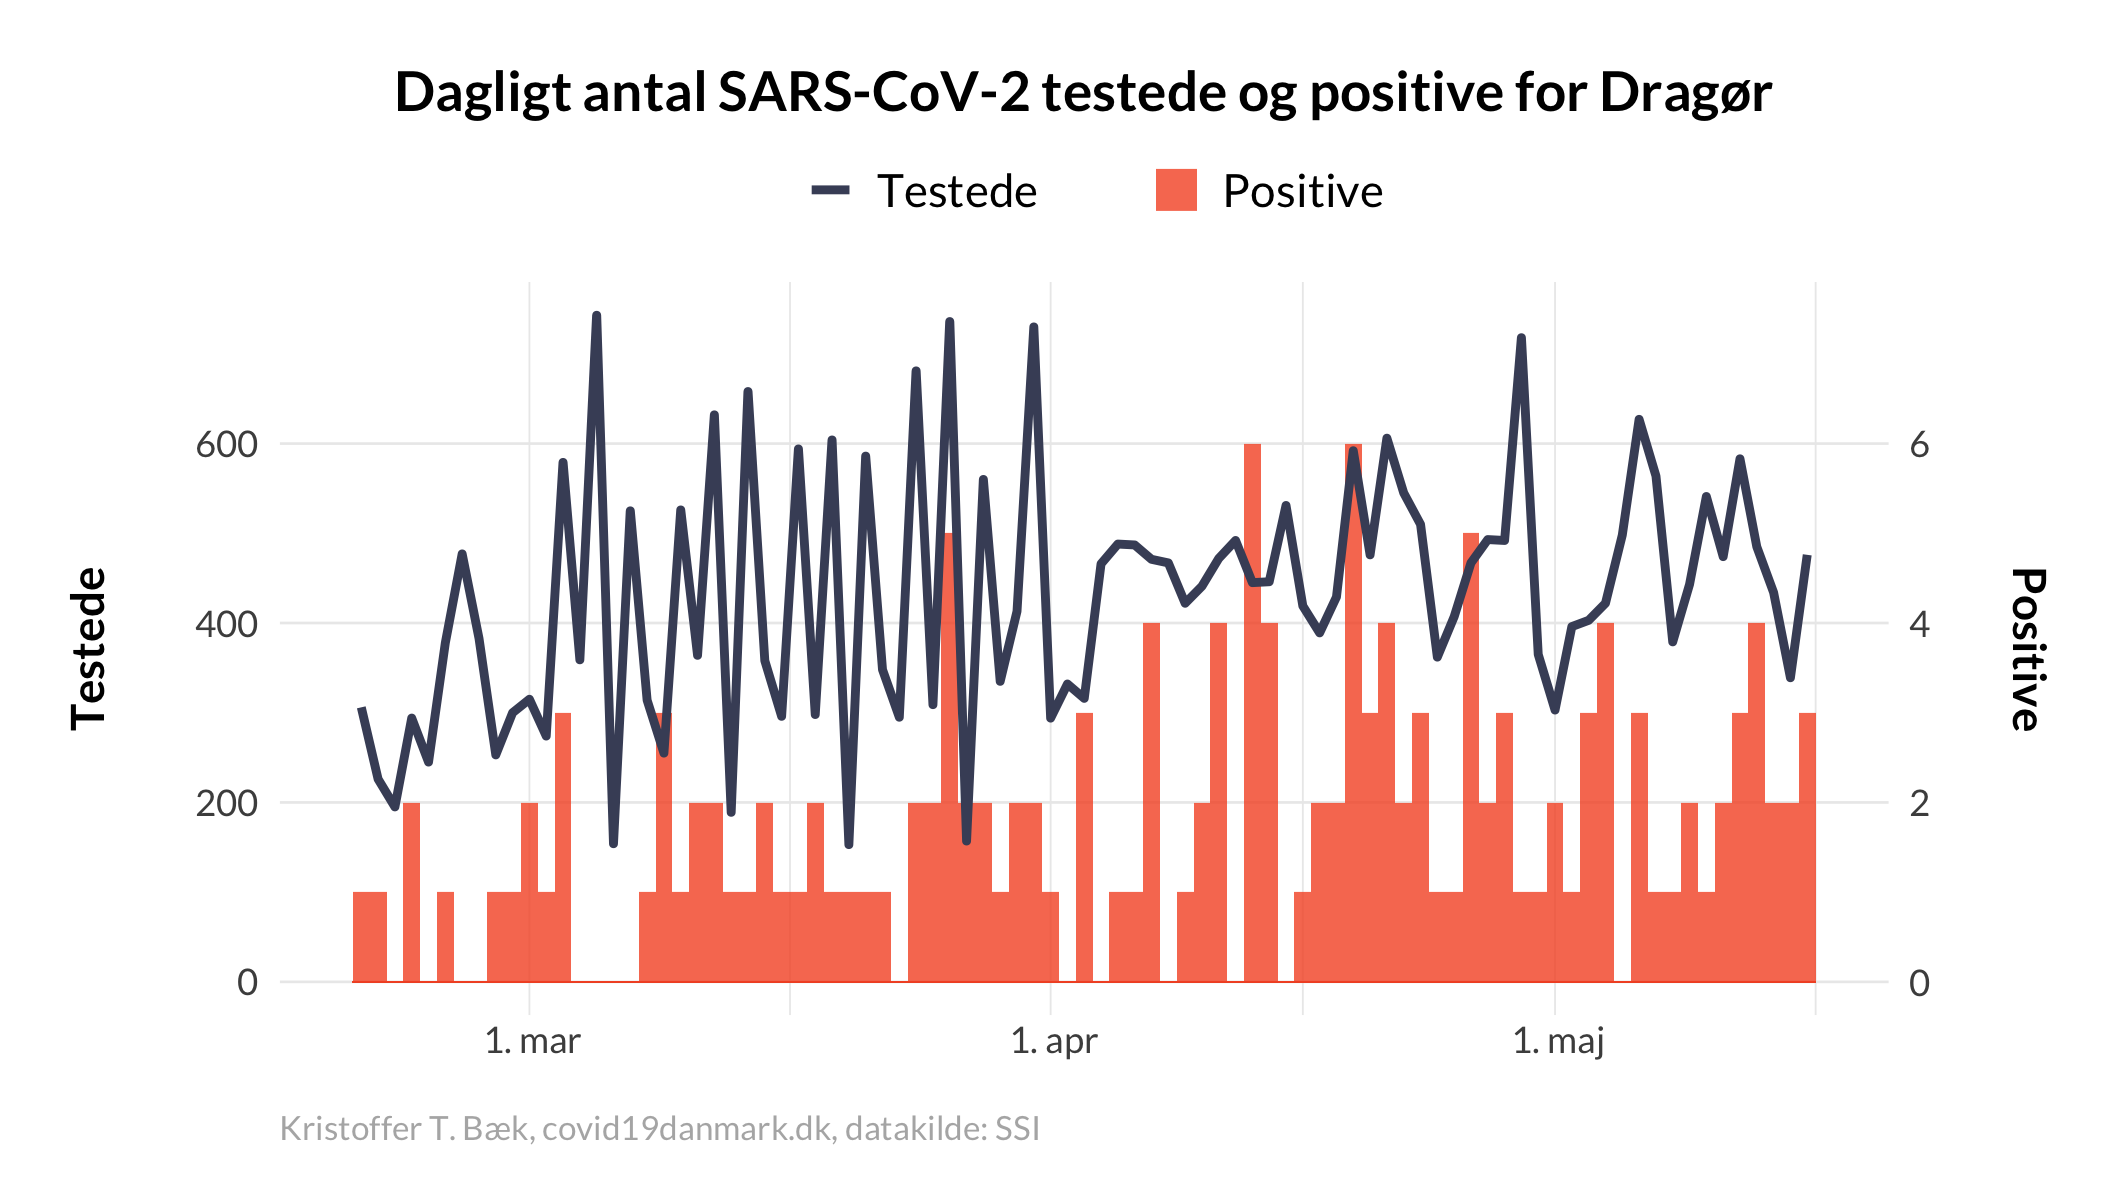 Dagligt antal SARS-CoV-2 testede og positive for Dragør
Testede
Positive
600
400
200
0
Testede
6
4
2
0
Positive
1. mar
1. apr
1. maj
Kristoffer T. Bæk, covid19danmark.dk, datakilde: SSI